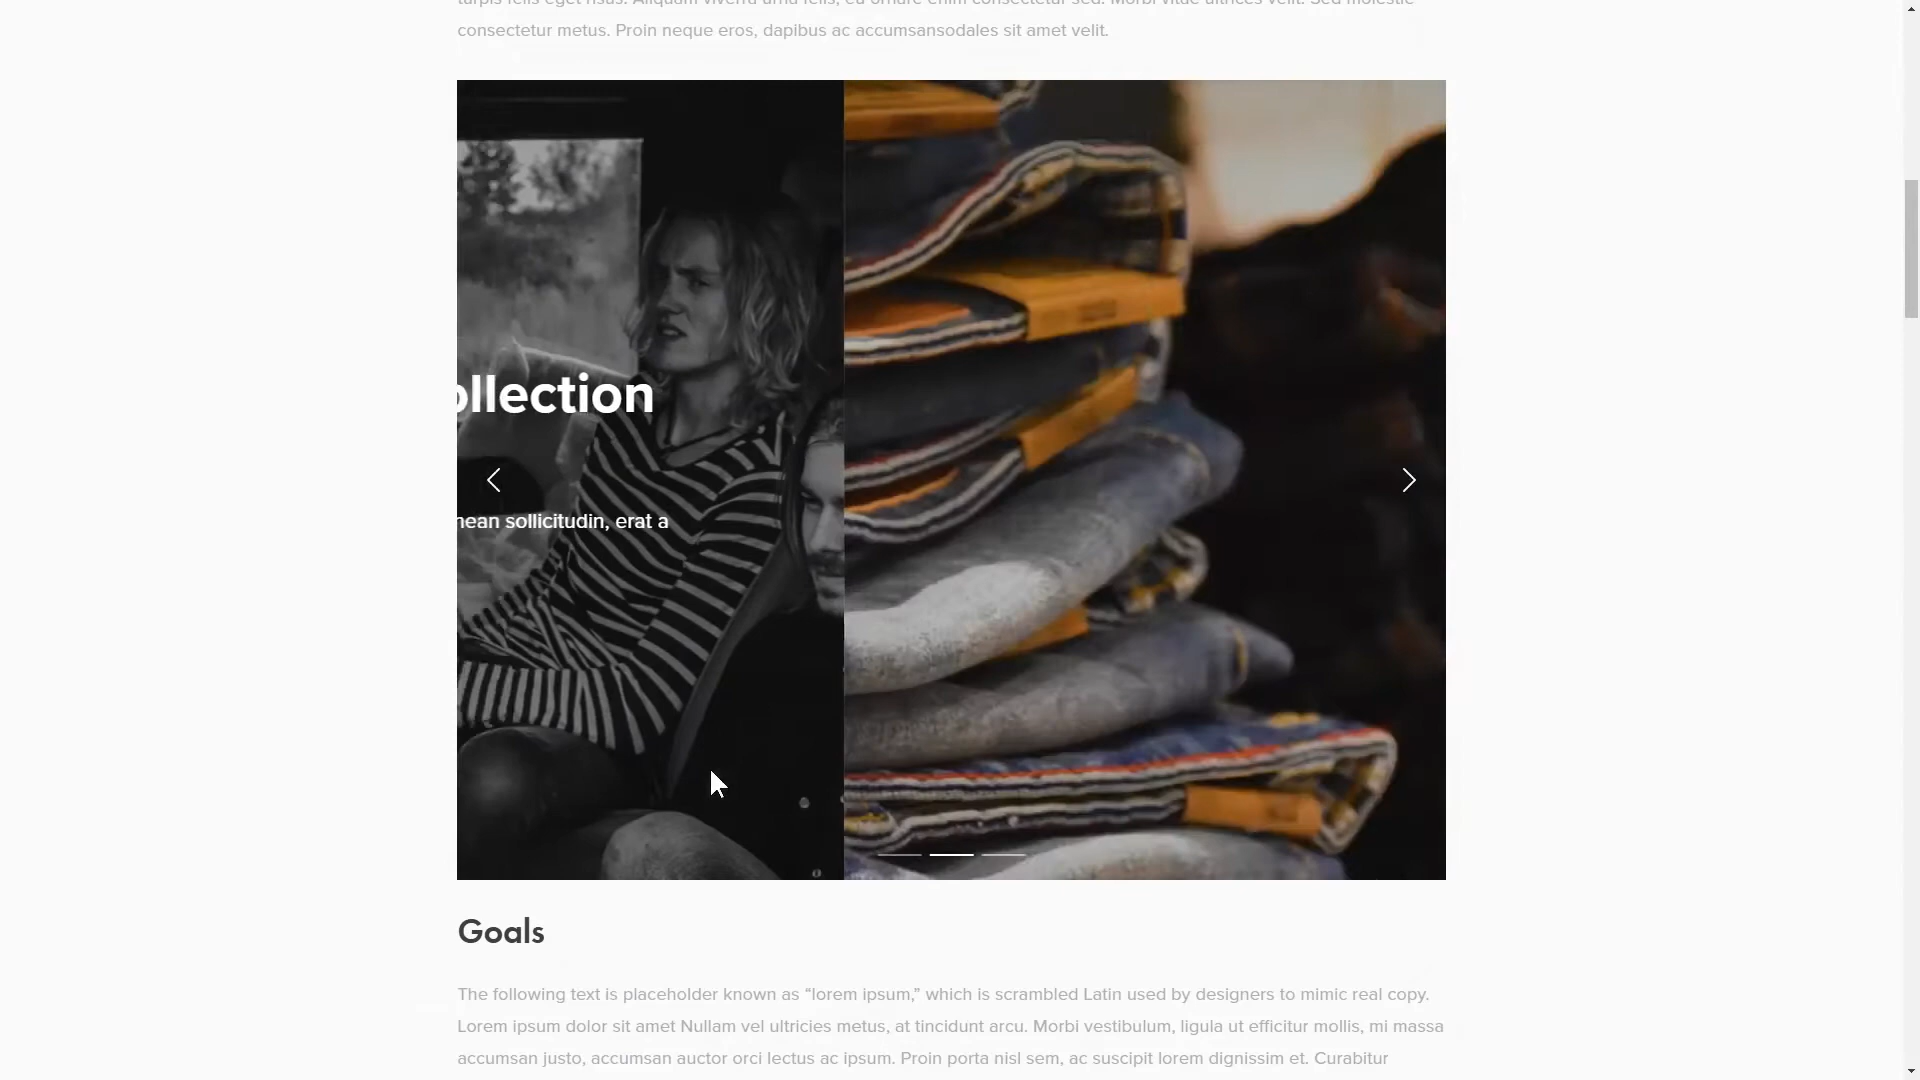 consectetur metus. Proin neque eros, dapibus ac accumsansodales sit amet velit.
ollection
nean sollicitudin, erat a
Goals
The following text is placeholder known as “lorem ipsum,” which is scrambled Latin used by designers to mimic real copy.
Lorem ipsum dolor sit amet Nullam vel ultricies metus, at tincidunt arcu. Morbi vestibulum, ligula ut efficitur mollis, mi massa
accumsan justo, accumsan auctor orci lectus ac ipsum. Proin porta nisl sem, ac suscipit lorem dignissim et. Curabitur